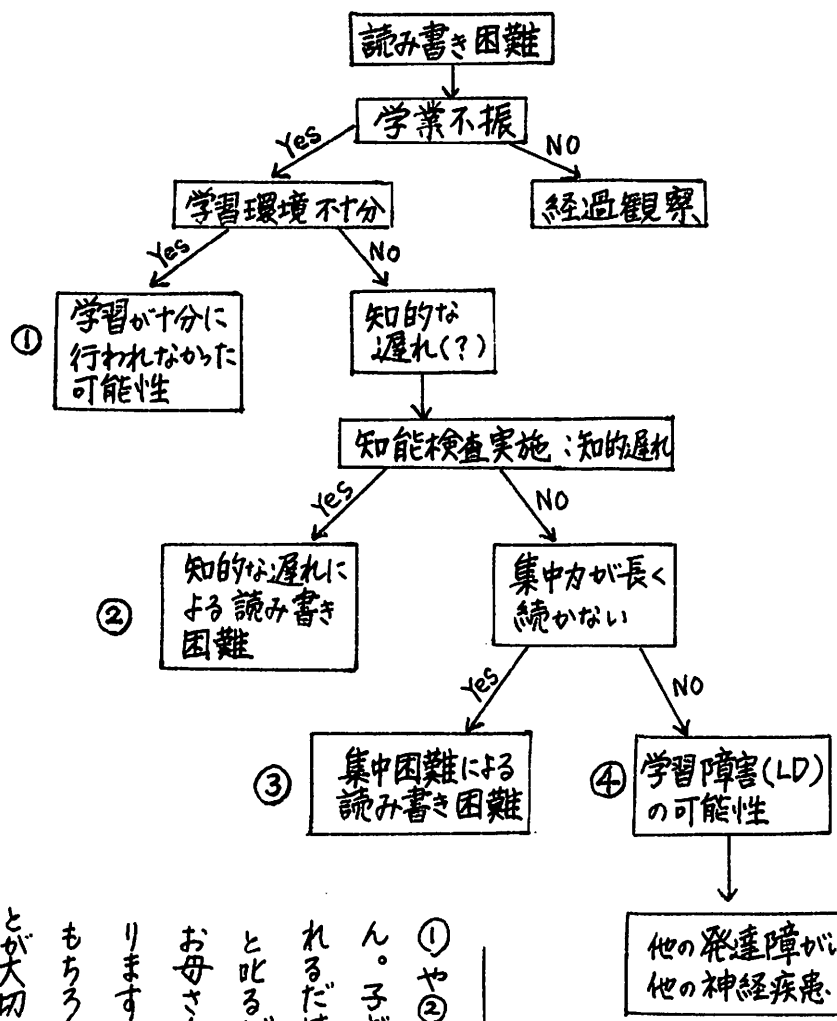 読み書き困難
学業不振
Yes
NO
学習環境不十分
経過観察
Yes
No
①
学習が十分に
行われなかった
可能性
知的な
遅れ(?)
知能検査実施:知的遅れ
Yes
NO
②
知的な遅れに
よる読み書き
困難
集中力が長く
続かない
Yes
NO
③
集中困難による
読み書き困難
④
学習障害(LD)
の可能性
他の発達障がい
他の神経疾患、
①や②
ん。子ど
れるだけ
と叱るだ
お母さ
ります
もちろ
とが大切